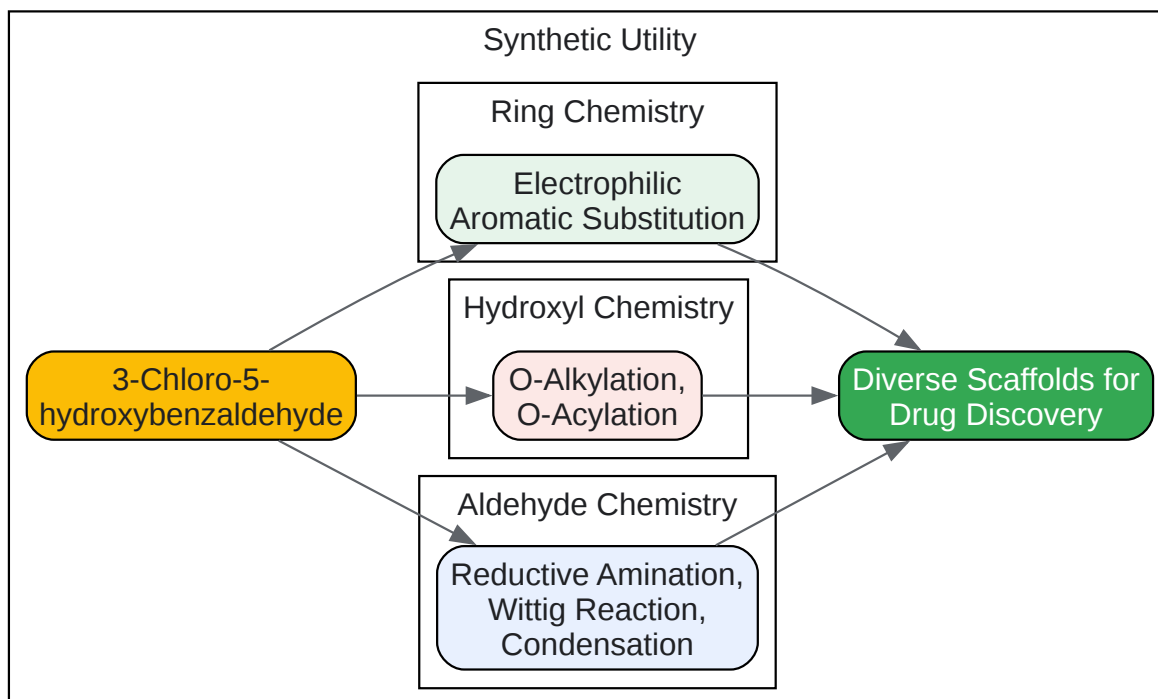 Synthetic Utility
Ring Chemistry
Electrophilic
Aromatic Substitution
Hydroxyl Chemistry
3-Chloro-5-
hydroxybenzaldehyde
O-Alkylation,
O-Acylation
Diverse Scaffolds for
Drug Discovery
Aldehyde Chemistry
Reductive Amination,
Wittig Reaction,
Condensation